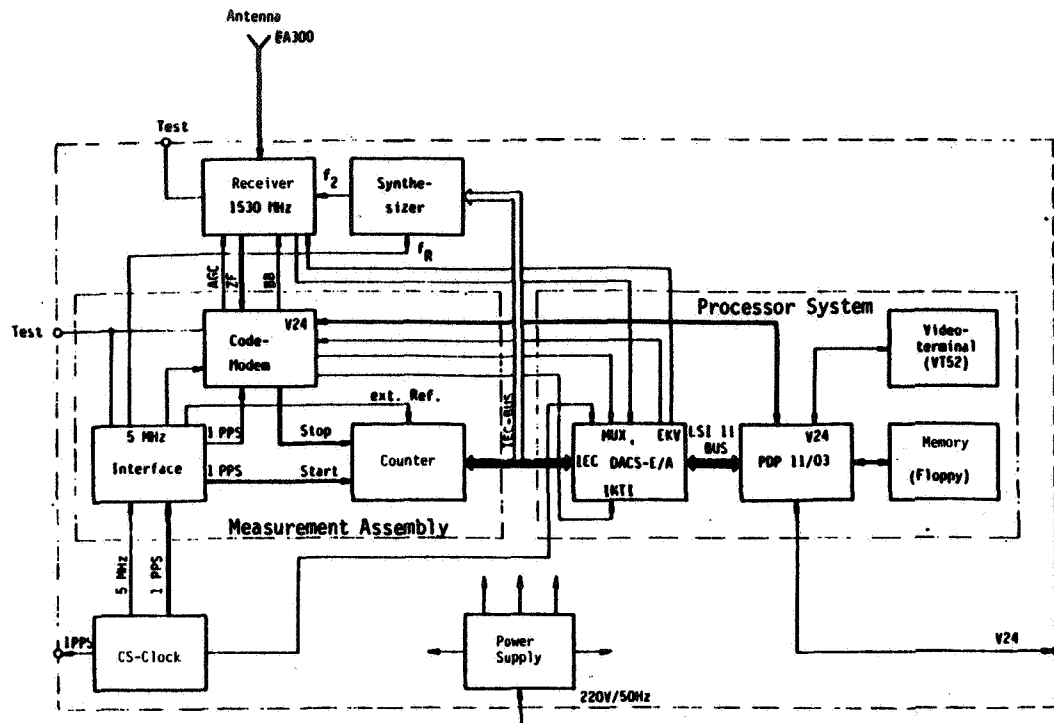 Antenna
EA300
Test
Receiver
1530 MHz
f2
Synthe-
sizer
fR
AGC
ZF
BB
Processor System
Test
V24
Code-
Modem
Video-
terminal
(VT52)
ext. Ref.
IEC-BUS
5 MHz
Interface
1 PPS
Stop
1 PPS
Start
Counter
MUX
EKV
IEC
DACS-E/A
IKTI
LSI 11
BUS
V24
PDP 11/03
Memory
(Floppy)
Measurement Assembly
5 MHz
1 PPS
1PPS
CS-Clock
Power
Supply
220V/50Hz
V24